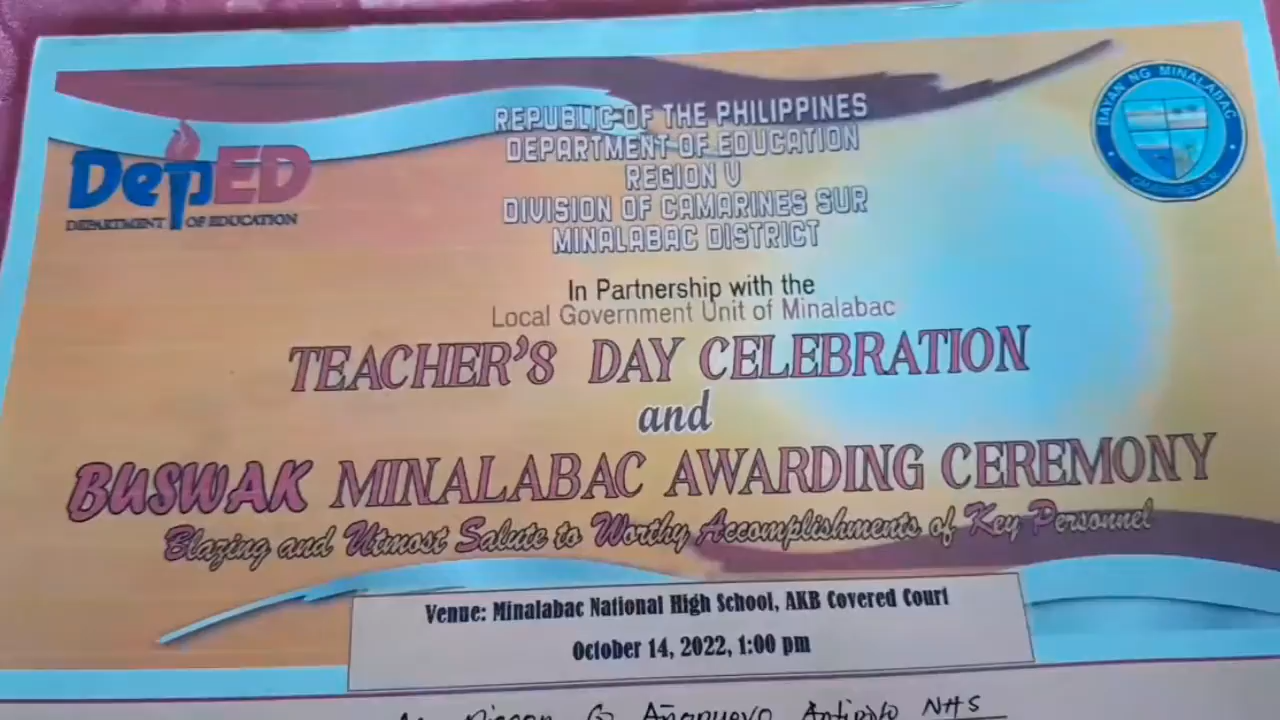 DepED
DEPARTMENT OF EDUCATION
BAYAN NG MINALABAC
CAMARINES SUR
REPUBLIC OF THE PHILIPPINES
DEPARTMENT OF EDUCATION
REGION V
DIVISION OF CAMARINES SUR
MINALABAC DISTRICT
In Partnership with the
Local Government Unit of Minalabac
TEACHER'S DAY CELEBRATION
and
BUSWAK MINALABAC AWARDING CEREMONY
Blazing and Utmost Salute to Worthy Accomplishments of Key Personnel
Venue: Minalabac National High School, AKB Covered Court
October 14, 2022, 1:00 pm
NHS